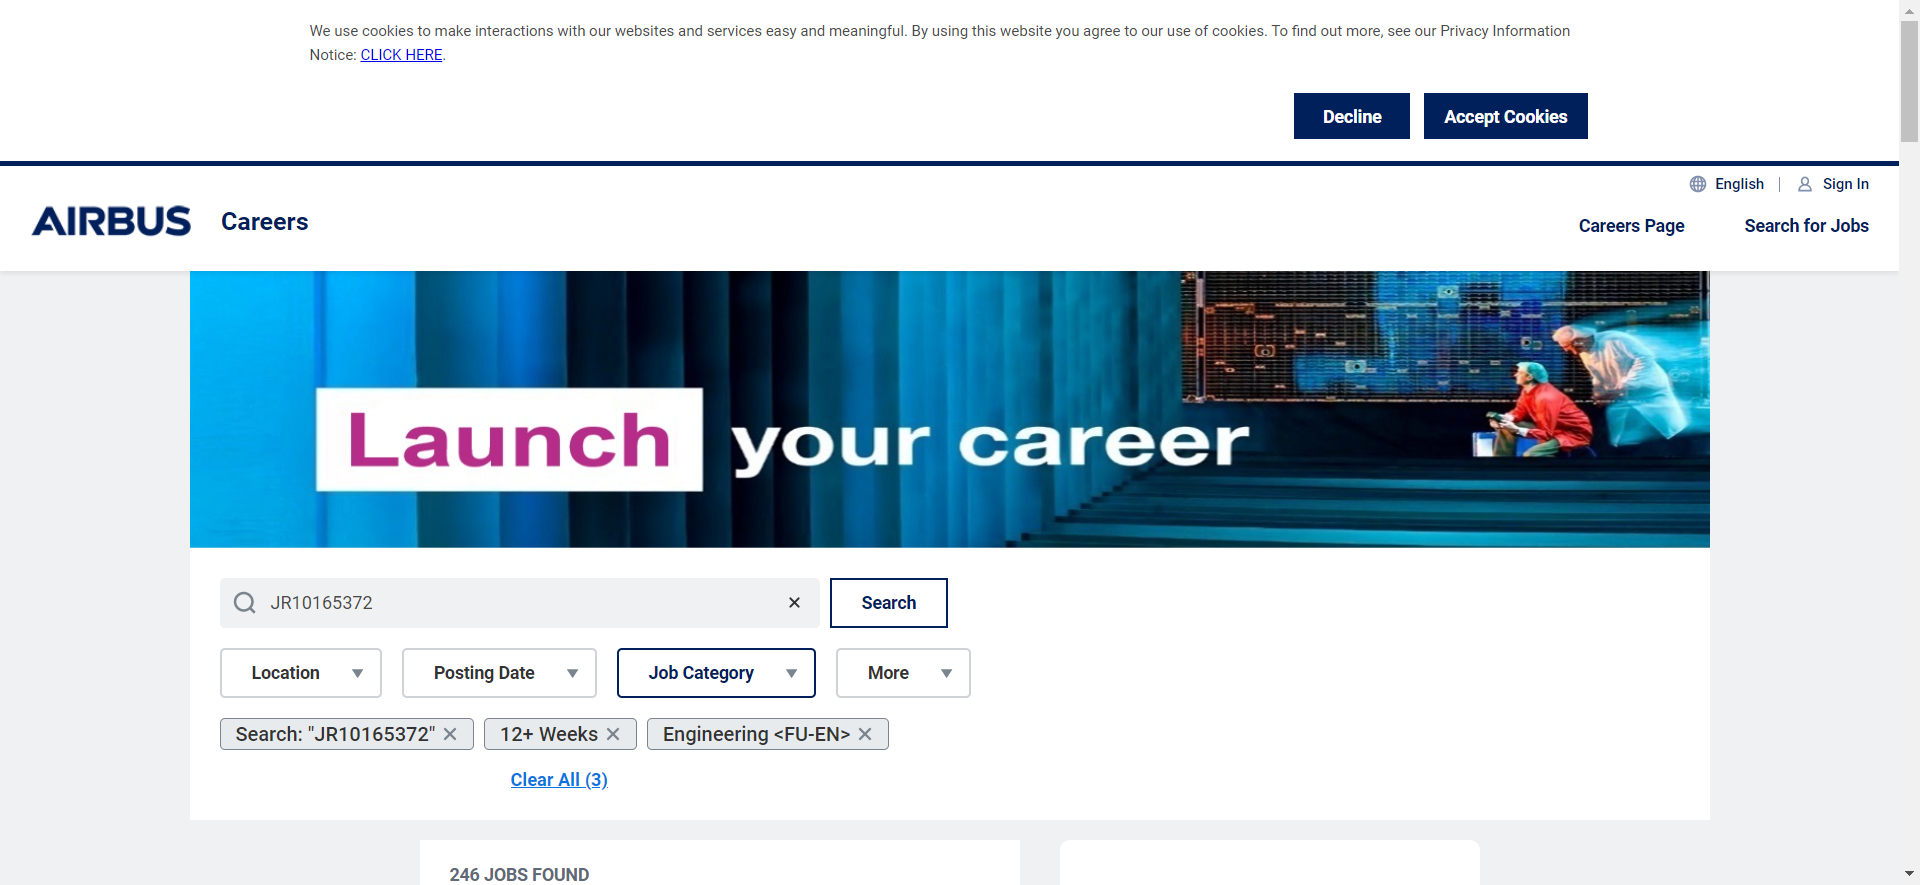 We use cookies to make interactions with our websites and services easy and meaningful. By using this website you agree to our use of cookies. To find out more, see our Privacy Information
Notice: CLICK HERE.
Decline
Accept Cookies
English
Sign In
AIRBUS
Careers
Careers Page
Search for Jobs
Launch your career
JR10165372
Search
Location
Posting Date
Job Category
More
Search: "JR10165372"
12+ Weeks
Engineering <FU-EN>
Clear All (3)
246 JOBS FOUND